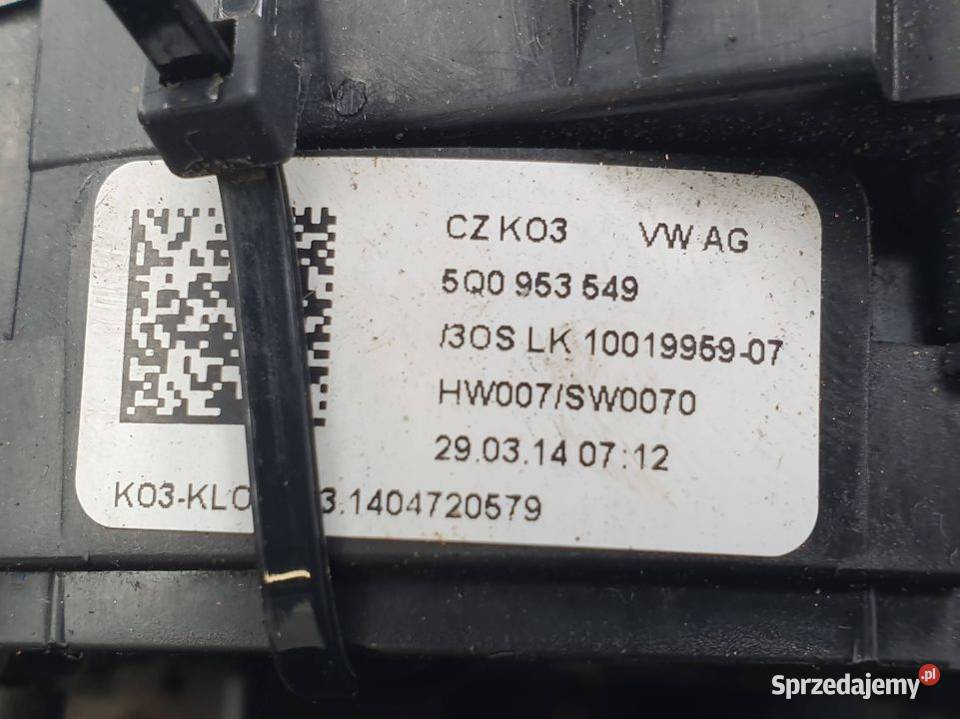 CZ K03 VW AG
5Q0 953 549
/3OS LK 10019959-07
HW007/SW0070
29.03.14 07:12
3.1404720579
Sprzedajemy.pl